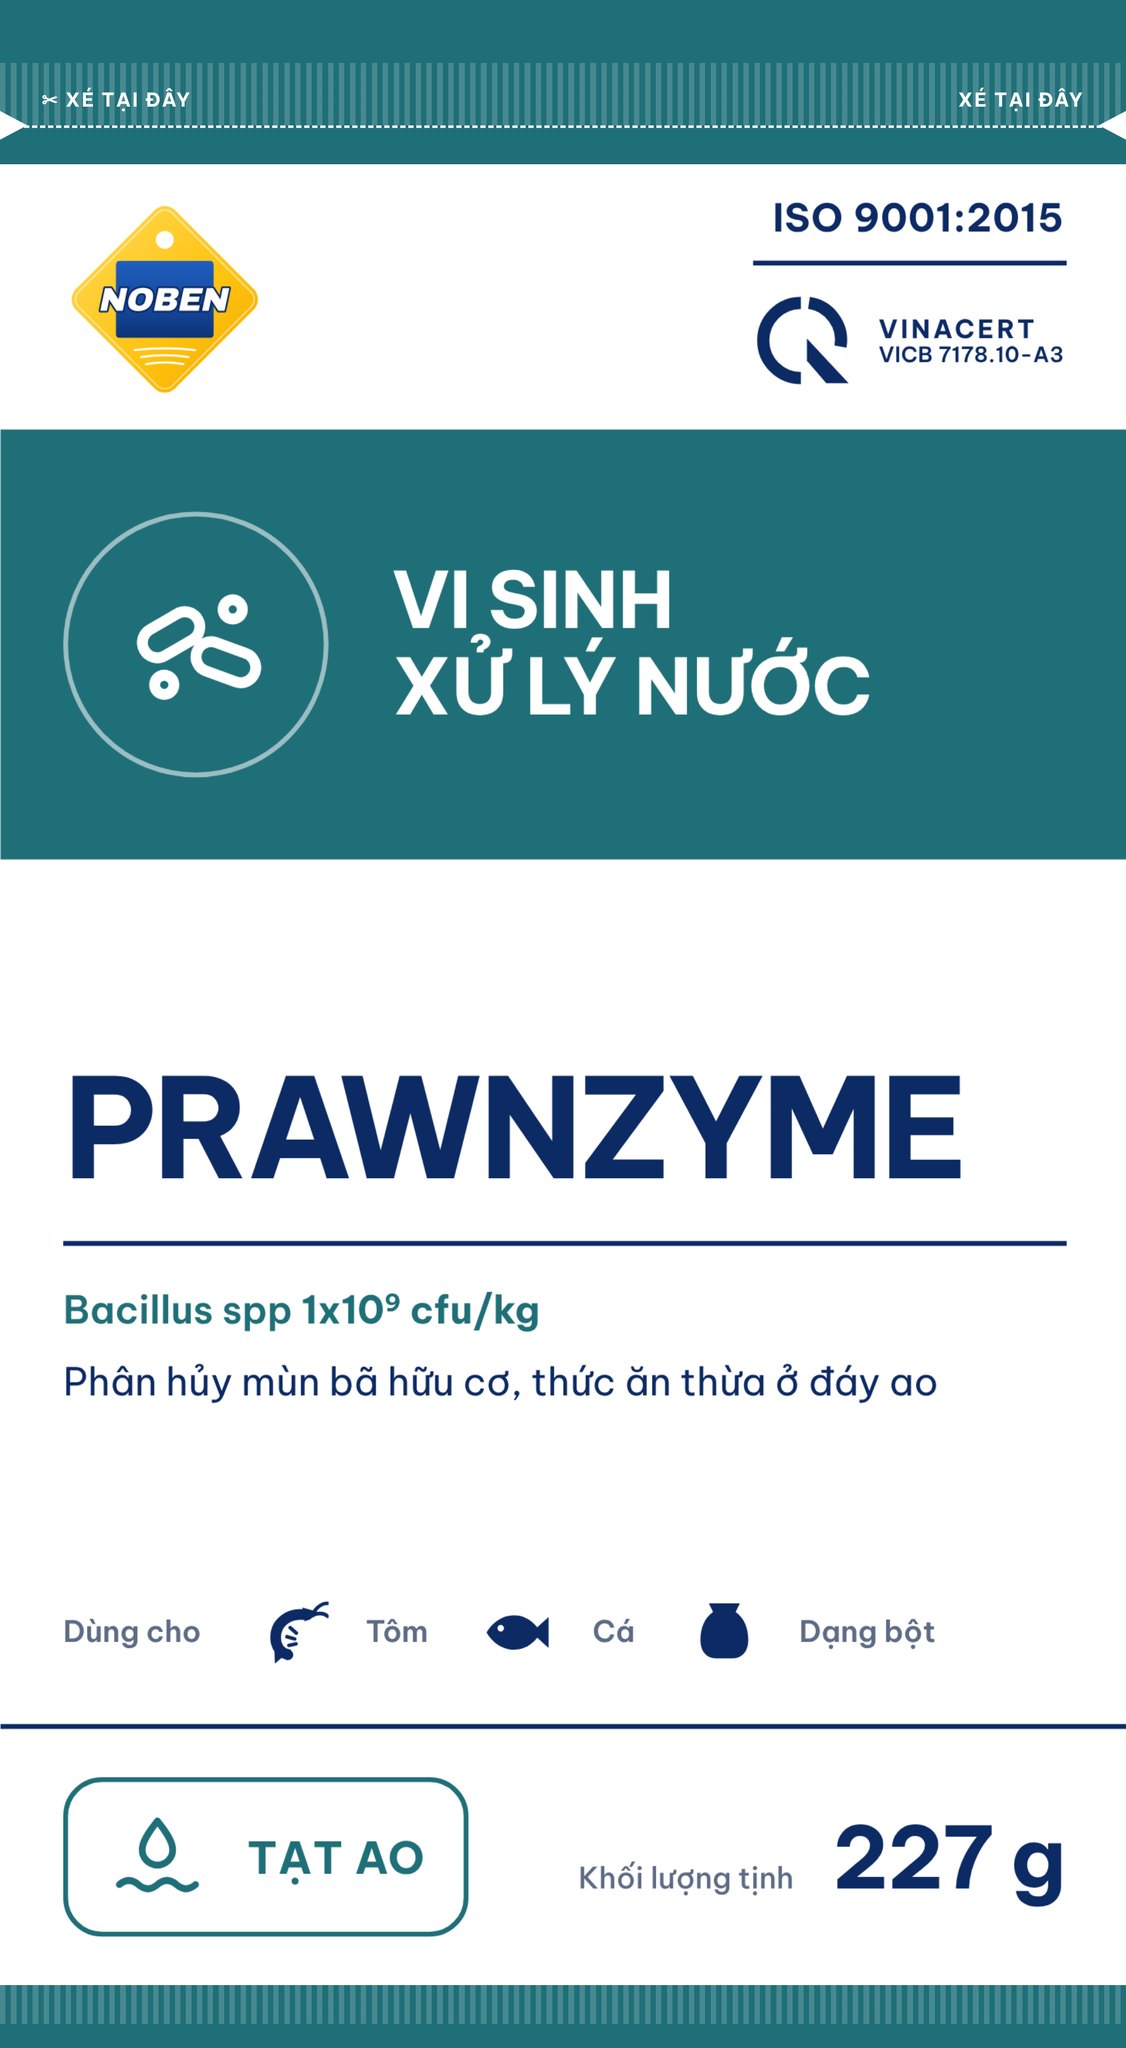 ✂ XÉ TẠI ĐÂY
XÉ TẠI ĐÂY
NOBEN
ISO 9001:2015
VINACERT
VICB 7178.10-A3
VI SINH
XỬ LÝ NƯỚC
PRAWNZYME
Bacillus spp 1x10⁹ cfu/kg
Phân hủy mùn bã hữu cơ, thức ăn thừa ở đáy ao
Dùng cho Tôm Cá Dạng bột
TẠT AO
Khối lượng tịnh 227 g